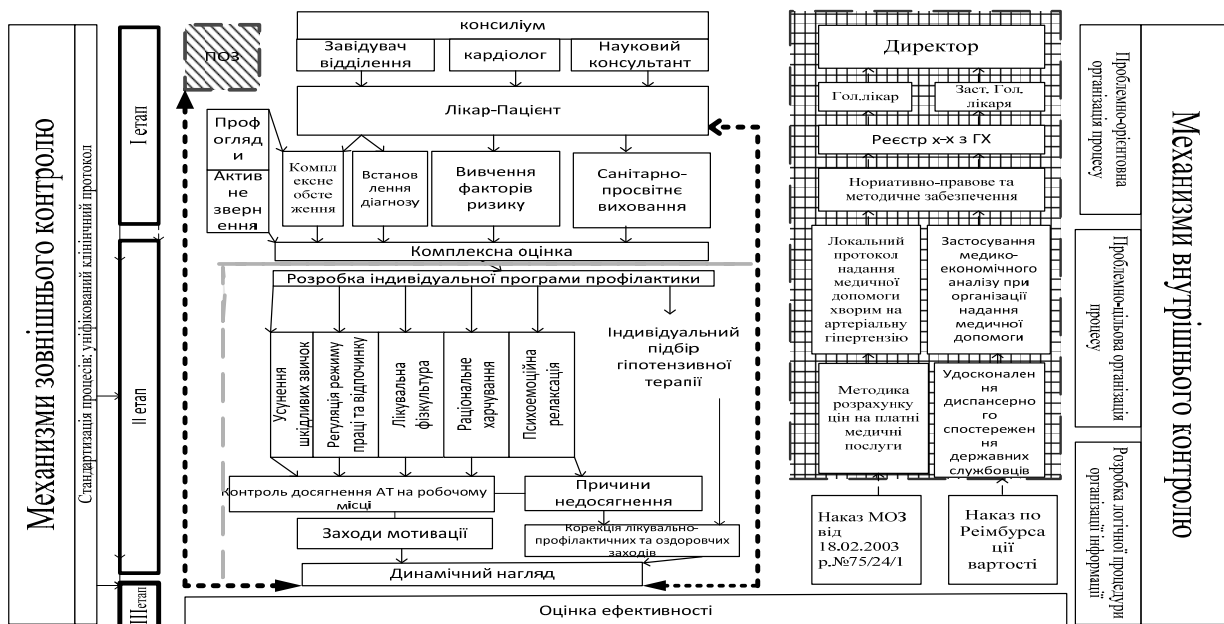 Механізми зовнішнього контролю
Стандартизація процесів: уніфікований клінінчний протокол
І етап
ІІ етап
ІІІ етап
ПОЗ
консиліум
Завідувач
відділення
кардіолог
Науковий
консультант
Лікар-Пацієнт
Проф
огляд
и
Актив
не
зверн
ення
Компл
ексне
обсте
ження
Встанов
лення
діагнозу
Вивчення
факторів
ризику
Санітарно-
просвітнє
виховання
Комплексна оцінка
Розробка індивідуальної програми профілактики
Усунення
шкідливих звичок
Регуляція режиму
праці та відпочинку
Лікувальна
фізкультура
Раціональне
харчування
Психоемоційна
релаксація
Індивідуальний
підбір
гіпотензивної
терапії
Контроль досягнення АТ на робочому
місці
Причини
недосягнення
Заходи мотивації
Корекція лікувально-
профілактичних та оздоровчих
заходів
Динамічний нагляд
Оцінка ефективності
Директор
Гол.лікар
Заст. Гол.
лікаря
Реєстр х-х з ГХ
Нориативно-правове та
методичне забезпечення
Локальний
протокол
надання
медичної
допомоги
хворим на
артеріальну
гіпертензію
Застосування
медико-
економічного
аналізу при
організації
надання
медичної
допомоги
Методика
розрахунку
цін на платні
медичні
послуги
Удосконален
ня
диспансерно
го
спостережен
ня
державних
службовців
Наказ МОЗ
від
18.02.2003
р.№75/24/1
Наказ по
Реімбурса
ції
вартості
Проблемно-орієнтовна
організація процесу
Проблемно-цільова організація
процесу
Розробка логічної процедури
організації інформації
Механізми внутрішнього контролю